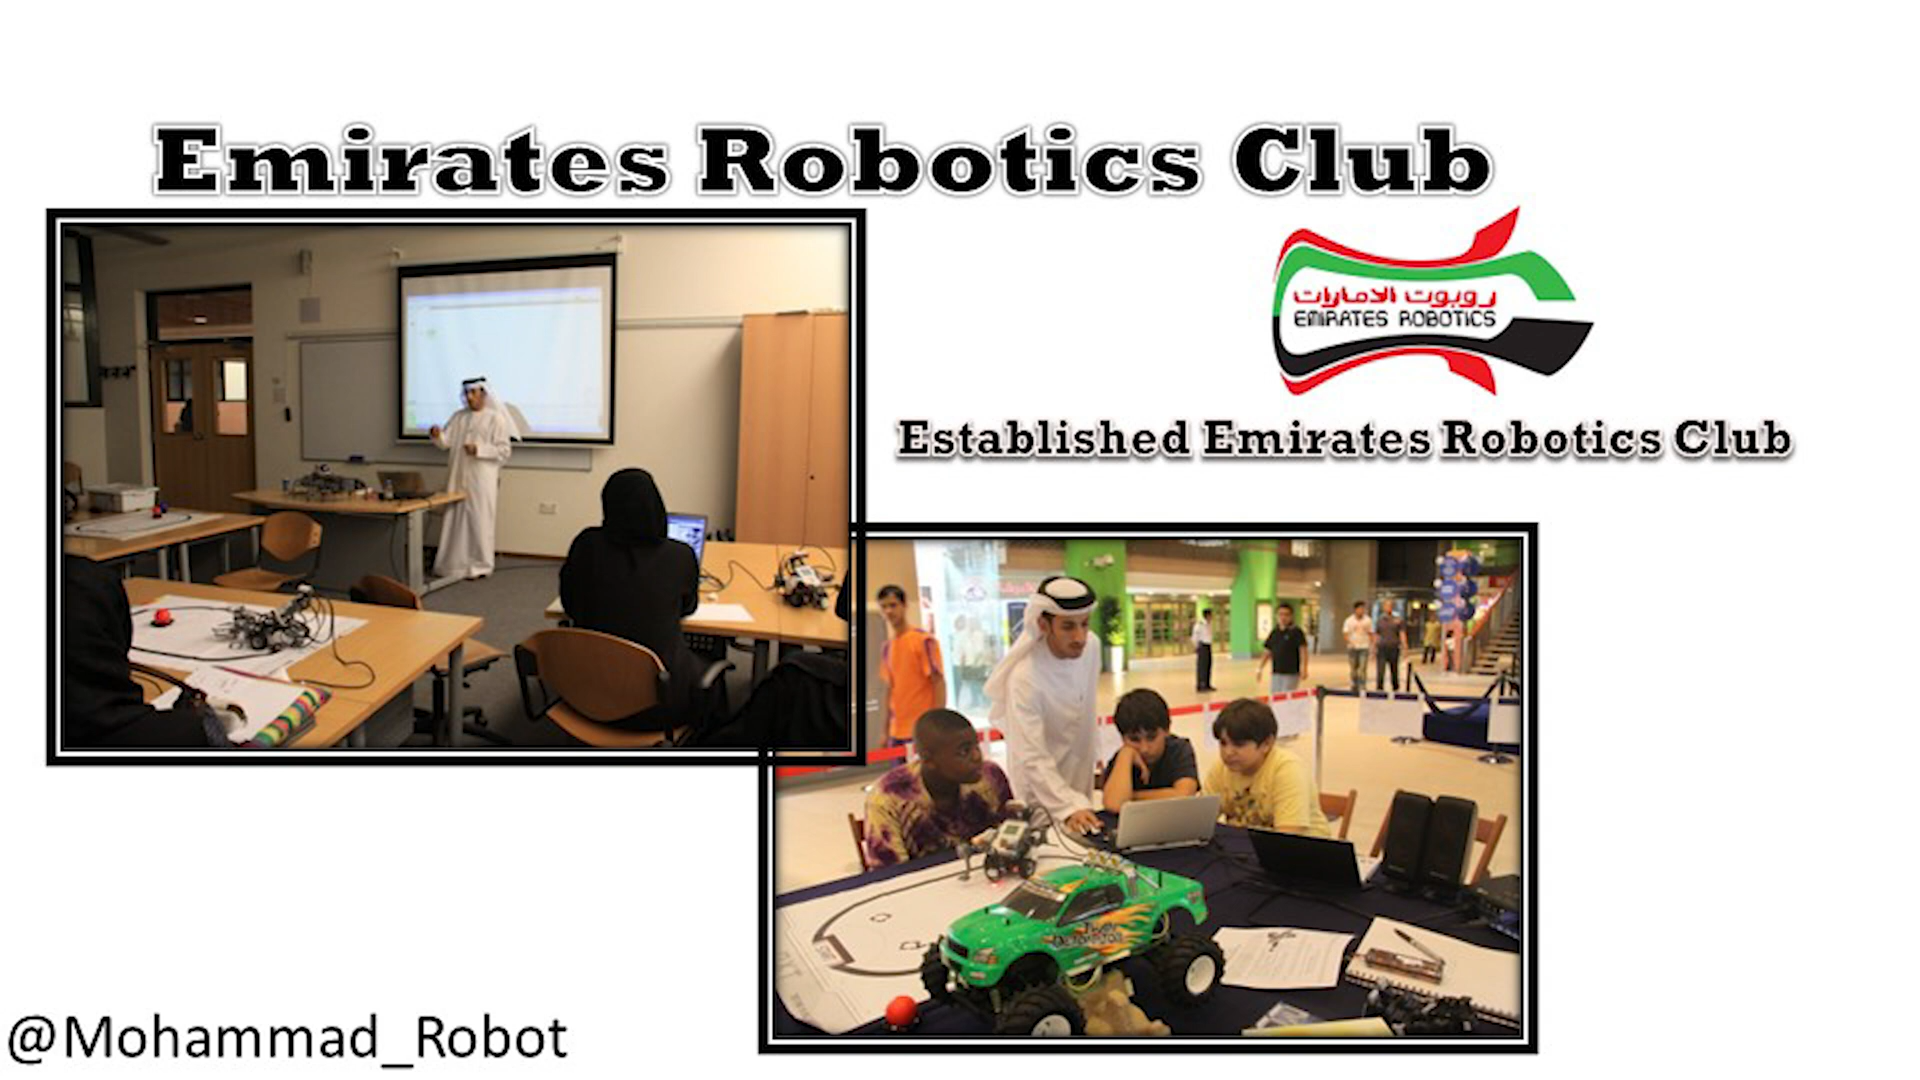 Emirates Robotics Club
روبوت الامارات
EMIRATES ROBOTICS
Established Emirates Robotics Club
@Mohammad_Robot